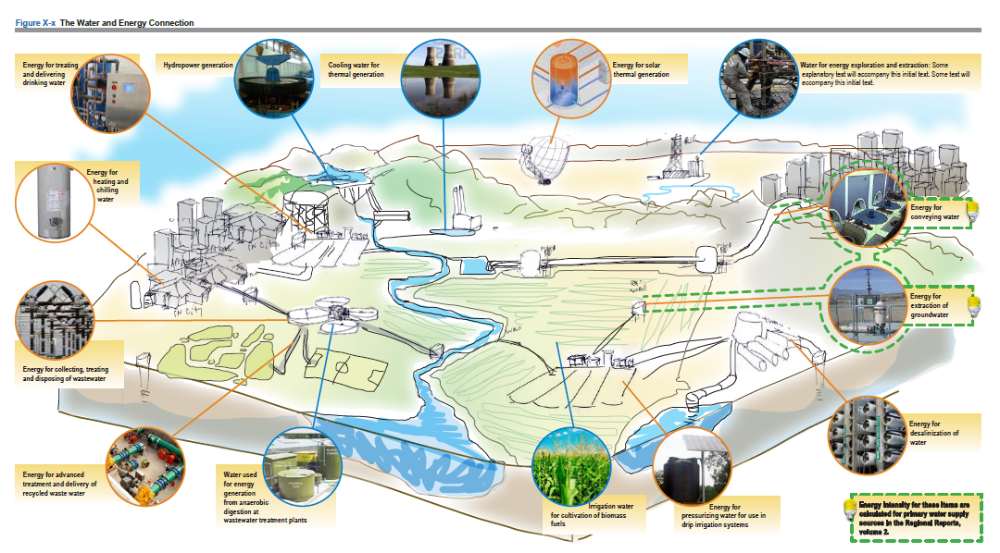 Figure X-x The Water and Energy Connection
Energy for treating
and delivering
drinking water
Hydropower generation
Cooling water for
thermal generation
Energy for solar
thermal generation
Water for energy exploration and extraction: Some
explanatory text will accompany this initial text. Some text will
accompany this initial text.
Energy for
heating and
chilling
water
Energy for
conveying water
Energy for
extraction of
groundwater
IN City
IN City
well
Energy for collecting, treating
and disposing of wastewater
Energy for
desalinization of
water
Energy for advanced
treatment and delivery of
recycled waste water
Water used
for energy
generation
from anaerobic
digestion at
wastewater treatment plants
Irrigation water
for cultivation of biomass
fuels
Energy for
pressurizing water for use in
drip irrigation systems
Energy Intensity for these items are
calculated for primary water supply
sources in the Regional Reports,
volume 2.